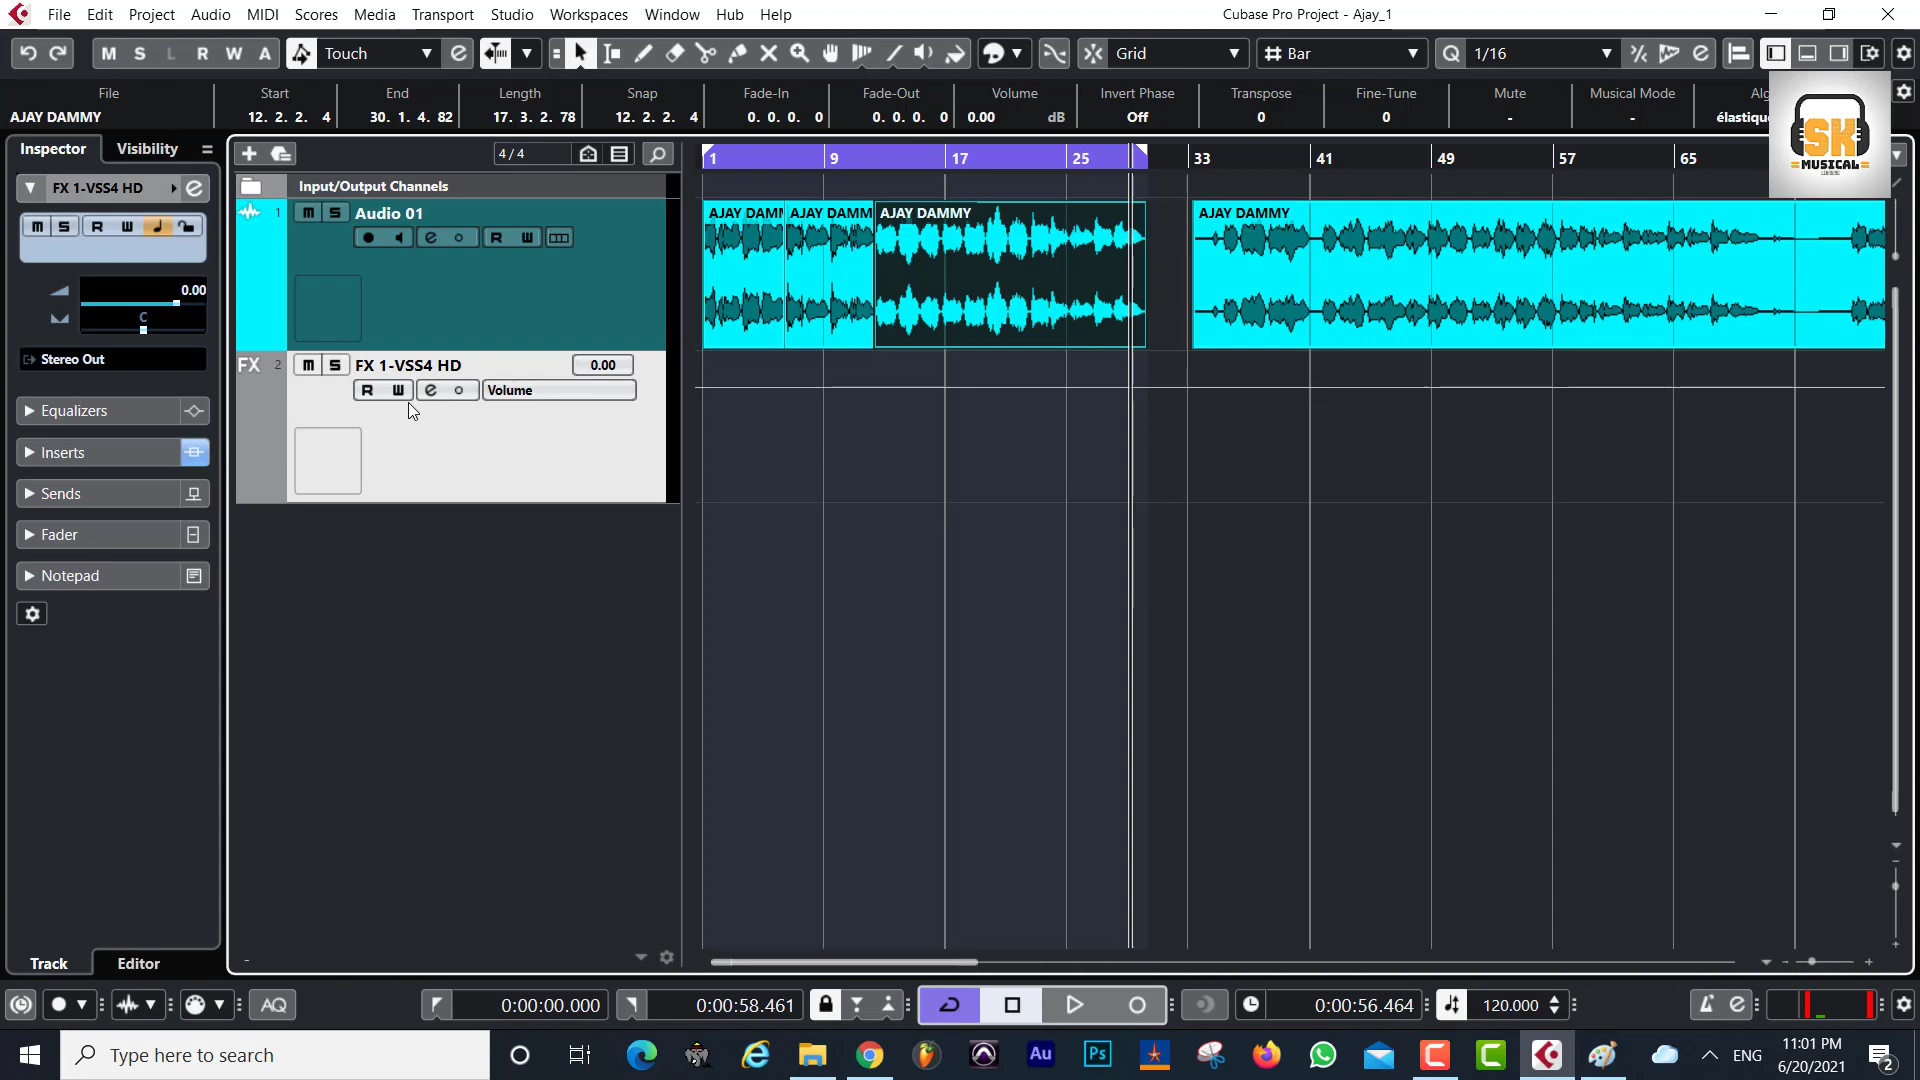 File Edit Project Audio MIDI Scores Media Transport Studio Workspaces Window Hub Help
Cubase Pro Project - Ajay_1
M S L R W A Touch Grid Bar Q 1/16
File Start End Length Snap Fade-In Fade-Out Volume Invert Phase Transpose Fine-Tune Mute Musical Mode
AJAY DAMMY 12. 2. 2. 4 30. 1. 4. 82 17. 3. 2. 78 12. 2. 2. 4 0. 0. 0. 0 0. 0. 0. 0 0.00 dB Off 0 0 - -
SK
MUSICAL
LEARNING
Inspector Visibility
4 / 4
1 9 17 25 33 41 49 57 65
FX 1-VSS4 HD
Input/Output Channels
1 m S Audio 01
R W
AJAY DAMMY
AJAY DAMMY
m S R W
0.00
C
Stereo Out
FX 2 m S FX 1-VSS4 HD 0.00
R W Volume
Equalizers
Inserts
Sends
Fader
Notepad
Track Editor
AQ 0:00:00.000 0:00:58.461 0:00:56.464 120.000
Type here to search
Au Ps
ENG
11:01 PM
6/20/2021
2